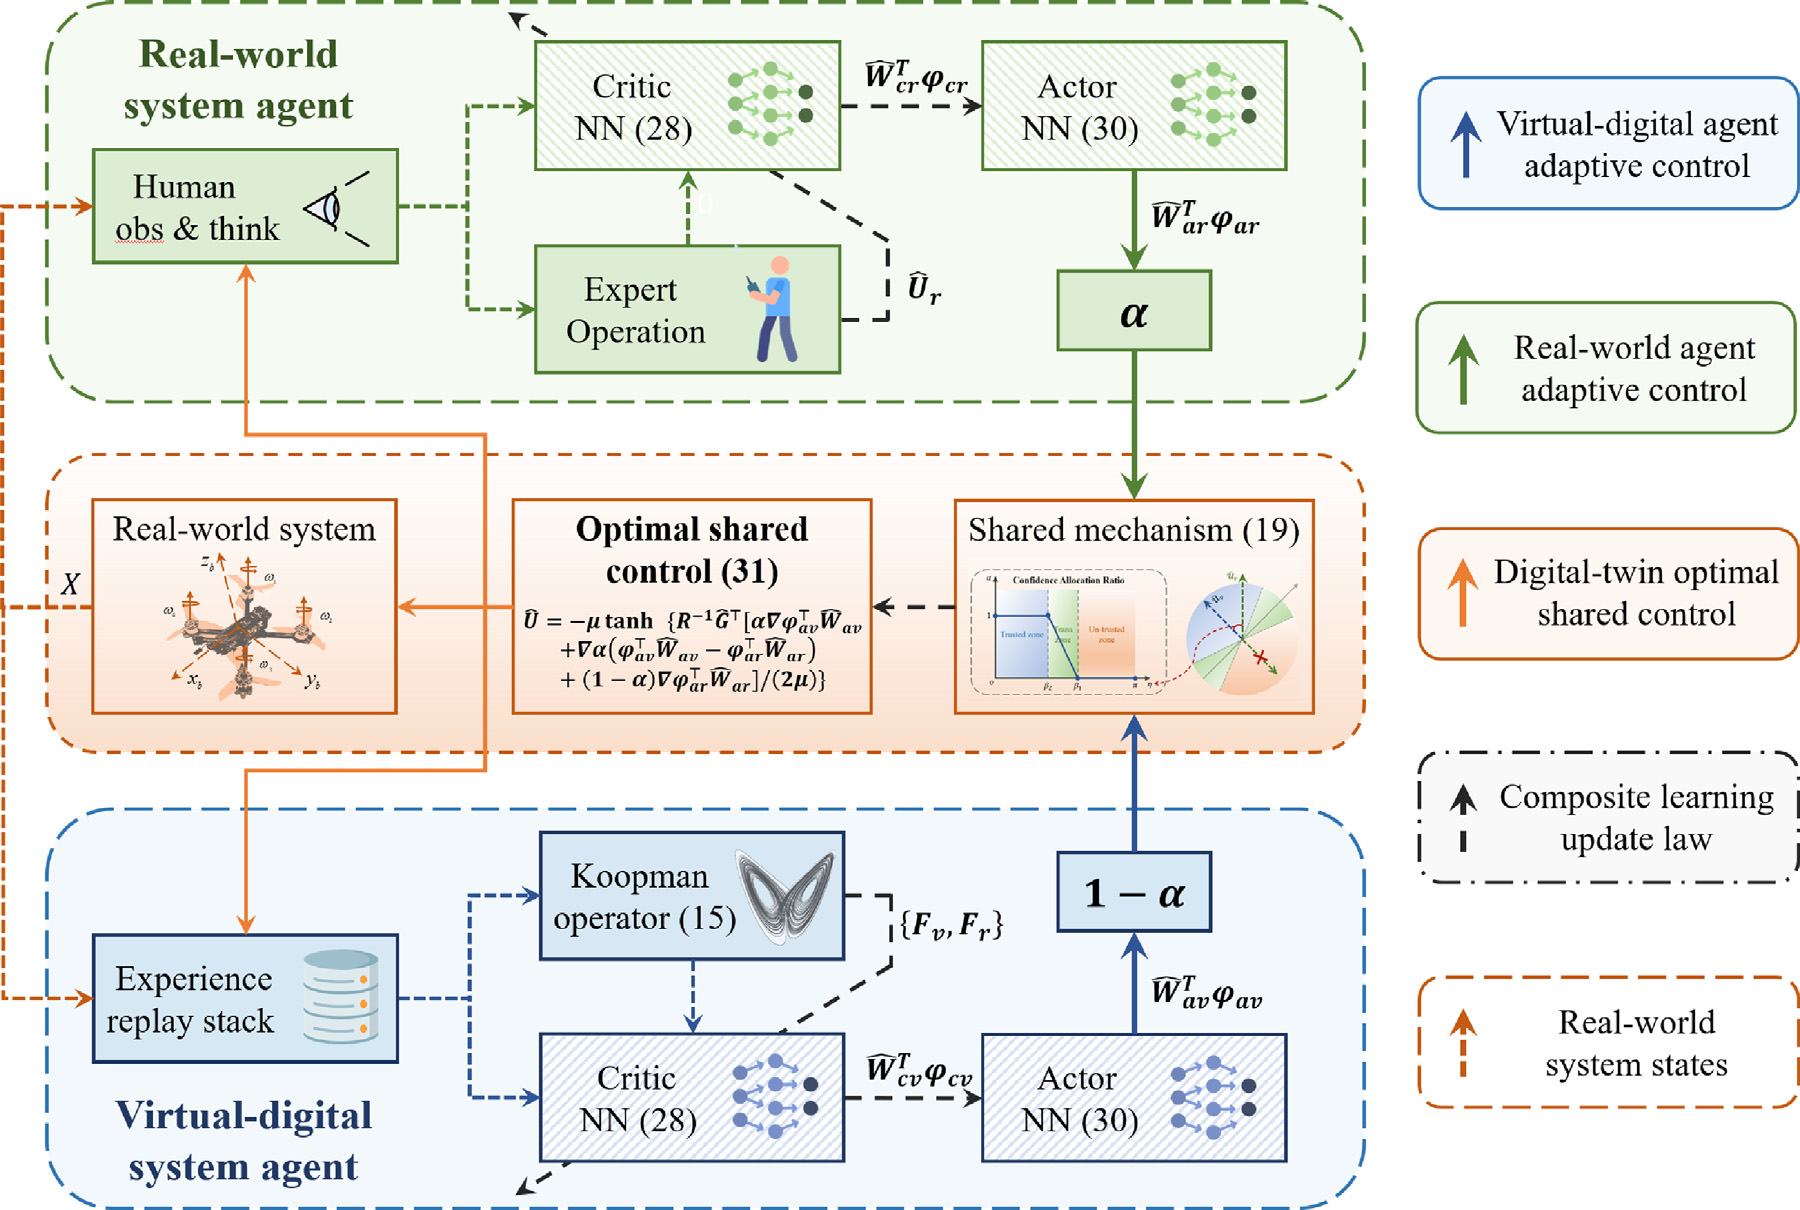 Real-world
system agent
Critic
NN (28)
$\widehat{W}_{cr}^{T}\varphi_{cr}$
Actor
NN (30)
Human
obs & think
$\widehat{W}_{ar}^{T}\varphi_{ar}$
Expert
Operation
$\widehat{U}_r$
α
Real-world system
z_b
x_b
y_b
X
Optimal shared
control (31)
$\widehat{U} = -\mu \tanh \{R^{-1}\widehat{G}^{\top}[\alpha\nabla\varphi_{av}^{\top}\widehat{W}_{av}$
$+\nabla\alpha(\varphi_{av}^{\top}\widehat{W}_{av} - \varphi_{ar}^{\top}\widehat{W}_{ar})$
$+ (1-\alpha)\nabla\varphi_{ar}^{\top}\widehat{W}_{ar}]/(2\mu)\}$
Shared mechanism (19)
Confidence Allocation Ratio
α
1
Trusted zone
Trans zone
Un-trusted zone
0
β₂
β₁
π
η
Koopman
operator (15)
{F_v, F_r}
1 − α
Experience
replay stack
$\widehat{W}_{av}^{T}\varphi_{av}$
Critic
NN (28)
$\widehat{W}_{cv}^{T}\varphi_{cv}$
Actor
NN (30)
Virtual-digital
system agent
Virtual-digital agent
adaptive control
Real-world agent
adaptive control
Digital-twin optimal
shared control
Composite learning
update law
Real-world
system states